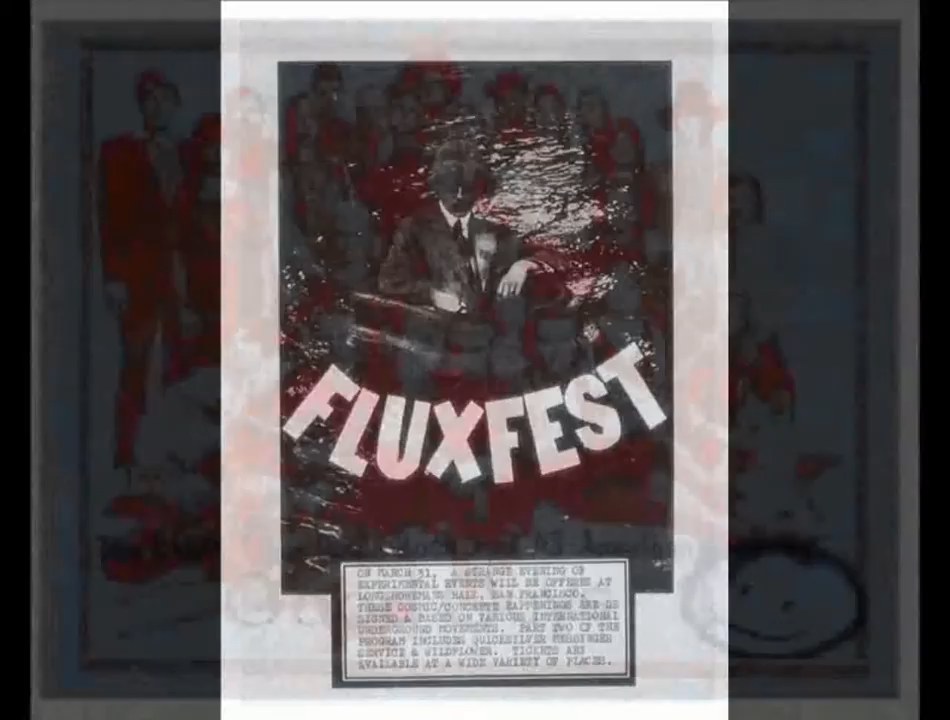 FLUXFEST
ON MARCH 31, A STRANGE EVENING OF
EXPERIMENTAL EVENTS WILL BE OFFERED AT
LONGSHOREMANS HALL, SAN FRANCISCO.
THESE COSMIC/CONCRETE HAPPENINGS ARE DE
SIGNED & BASED ON VARIOUS INTERNATIONAL
UNDERGROUND MOVEMENTS. PART TWO OF THE
PROGRAM INCLUDES QUICKSILVER MESSENGER
SERVICE & WILDFLOWER. TICKETS ARE
AVAILABLE AT A WIDE VARIETY OF PLACES.